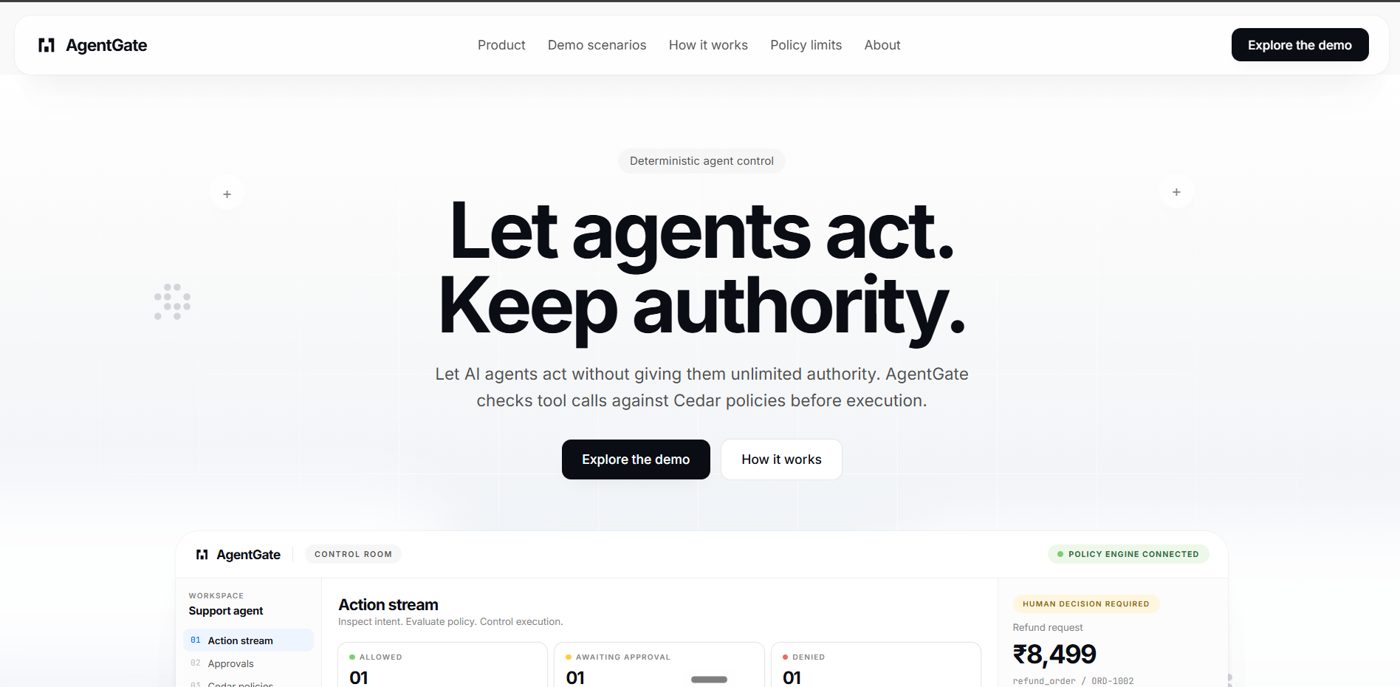 AgentGate
Product
Demo scenarios
How it works
Policy limits
About
Explore the demo
Deterministic agent control
+
+
Let agents act.
Keep authority.
Let AI agents act without giving them unlimited authority. AgentGate
checks tool calls against Cedar policies before execution.
Explore the demo
How it works
AgentGate
CONTROL ROOM
POLICY ENGINE CONNECTED
WORKSPACE
Support agent
01 Action stream
02 Approvals
03 Cedar policies
Action stream
Inspect intent. Evaluate policy. Control execution.
ALLOWED
01
AWAITING APPROVAL
01
DENIED
01
HUMAN DECISION REQUIRED
Refund request
₹8,499
refund_order / ORD-1002